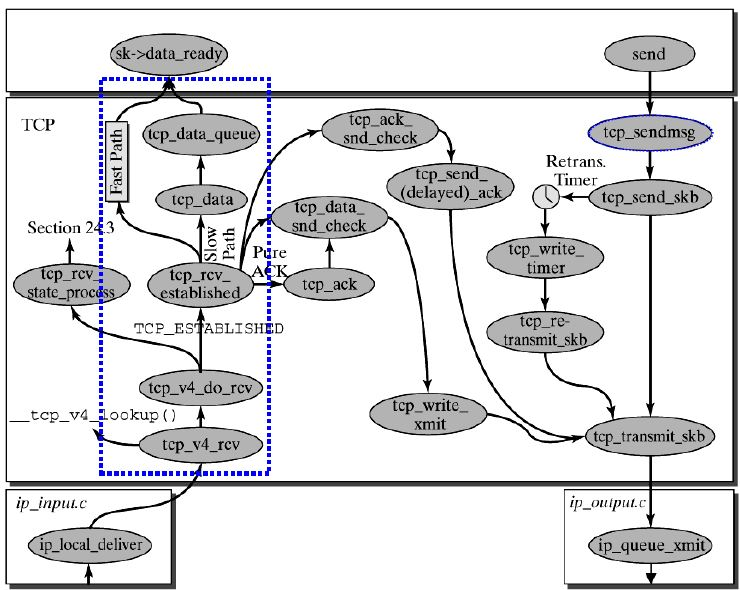 sk->data_ready
send
TCP
tcp_data_queue
tcp_ack_
snd_check
tcp_sendmsg
Fast Path
tcp_send_
(delayed)_ack
Retrans.
Timer
tcp_data
tcp_send_skb
tcp_data_
snd_check
Section 24.3
Slow
Path
tcp_write_
timer
tcp_rcv_
state_process
tcp_rcv_
established
Pure
ACK
tcp_ack
TCP_ESTABLISHED
tcp_re-
transmit_skb
tcp_v4_do_rcv
__tcp_v4_lookup()
tcp_write_
xmit
tcp_v4_rcv
tcp_transmit_skb
ip_input.c
ip_output.c
ip_local_deliver
ip_queue_xmit